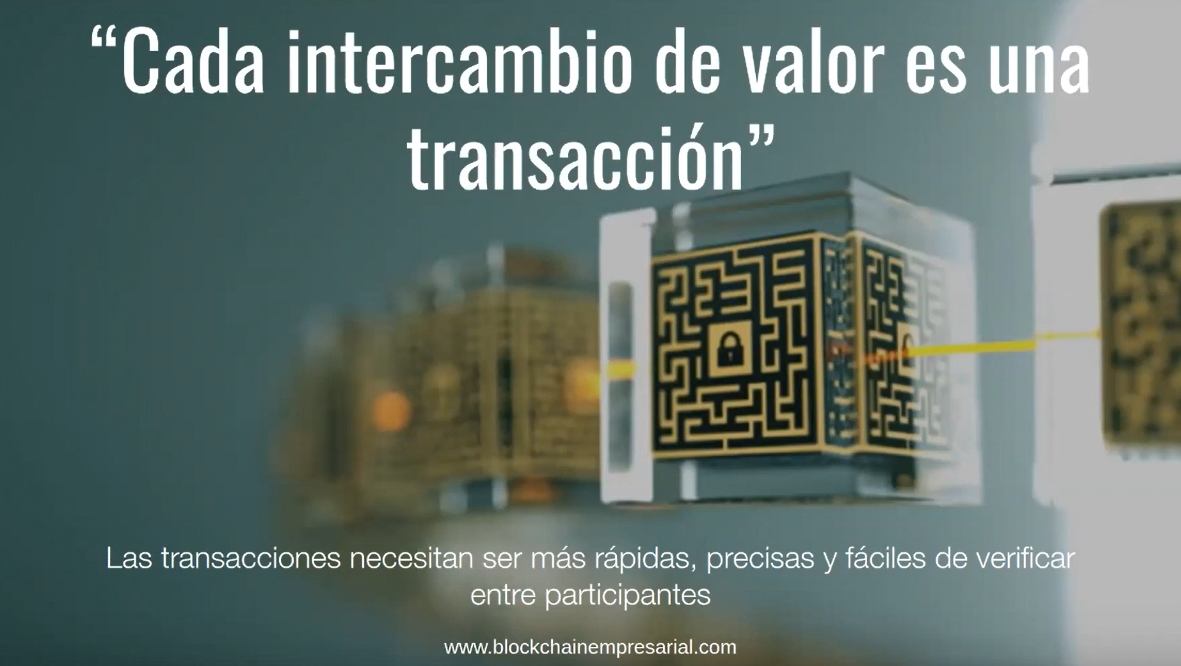 “Cada intercambio de valor es una
transacción”
Las transacciones necesitan ser más rápidas, precisas y fáciles de verificar
entre participantes
www.blockchainempresarial.com